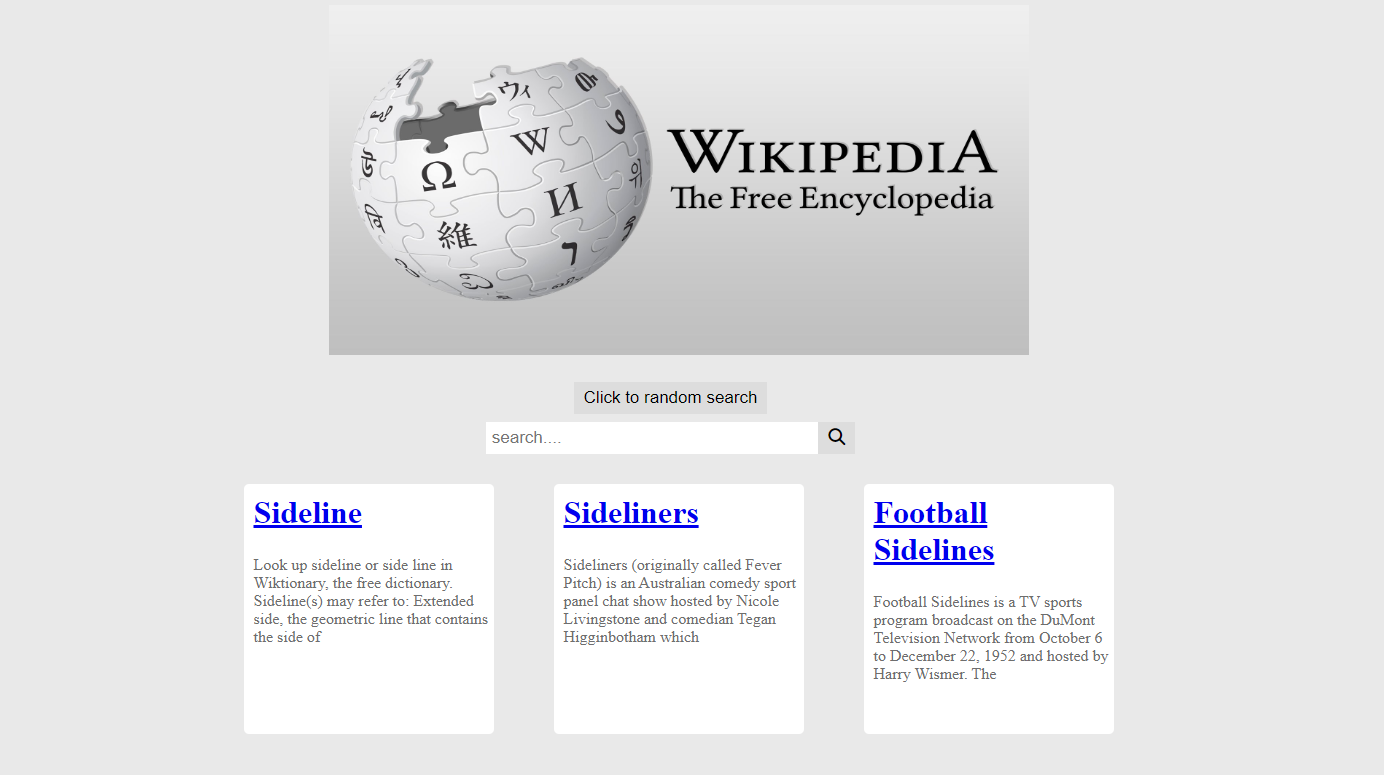 ウィ
W
Ω
И
維
WIKIPEDIA
The Free Encyclopedia
Click to random search
search....
Sideline
Look up sideline or side line in
Wiktionary, the free dictionary.
Sideline(s) may refer to: Extended
side, the geometric line that contains
the side of
Sideliners
Sideliners (originally called Fever
Pitch) is an Australian comedy sport
panel chat show hosted by Nicole
Livingstone and comedian Tegan
Higginbotham which
Football
Sidelines
Football Sidelines is a TV sports
program broadcast on the DuMont
Television Network from October 6
to December 22, 1952 and hosted by
Harry Wismer. The